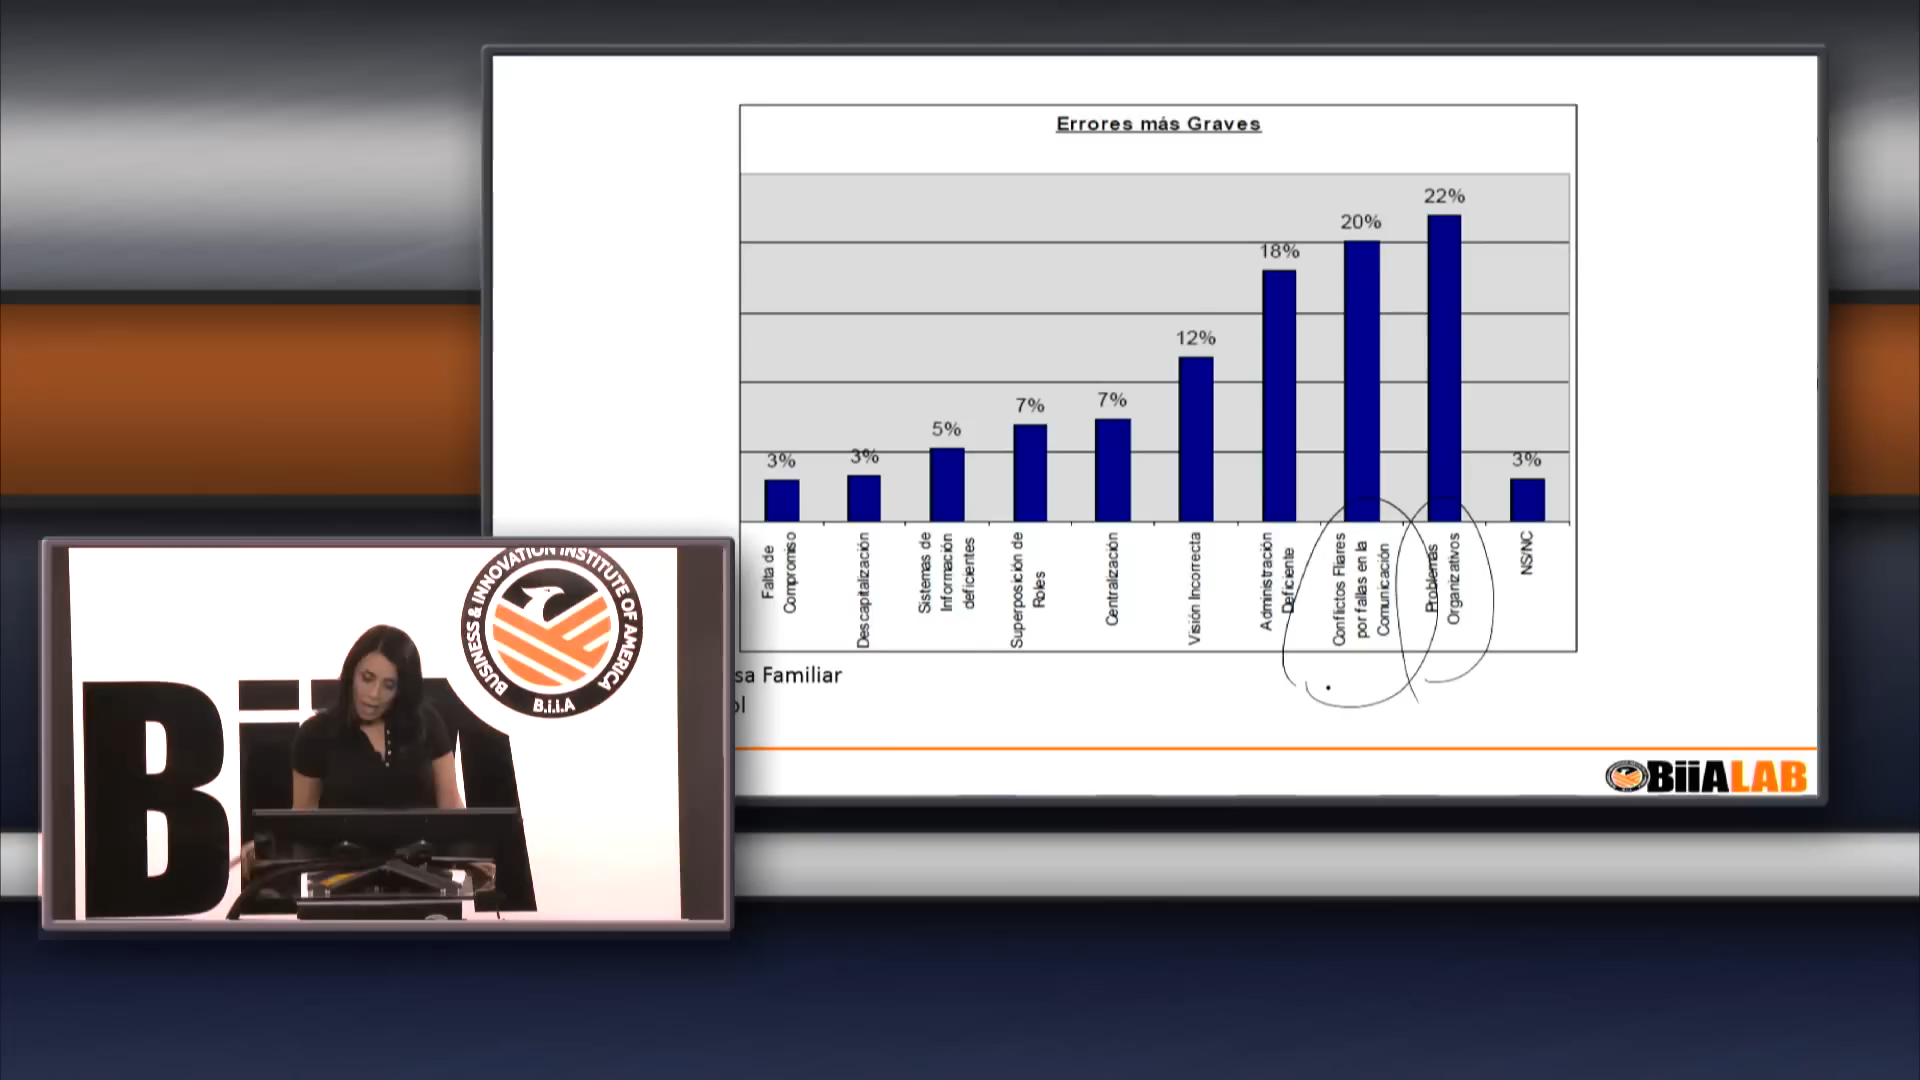 Errores más Graves
22%
20%
18%
12%
7%
7%
5%
3%
3%
3%
Falta de
Compromiso
Descapitalización
Sistemas de
Información
deficientes
Superposición de
Roles
Centralización
Visión Incorrecta
Administración
Deficiente
Conflictos Fliares
por fallas en la
Comunicación
Problemas
Organizativos
NS/NC
sa Familiar
ol
BiiALAB
BUSINESS & INNOVATION INSTITUTE OF AMERICA
B.i.i.A